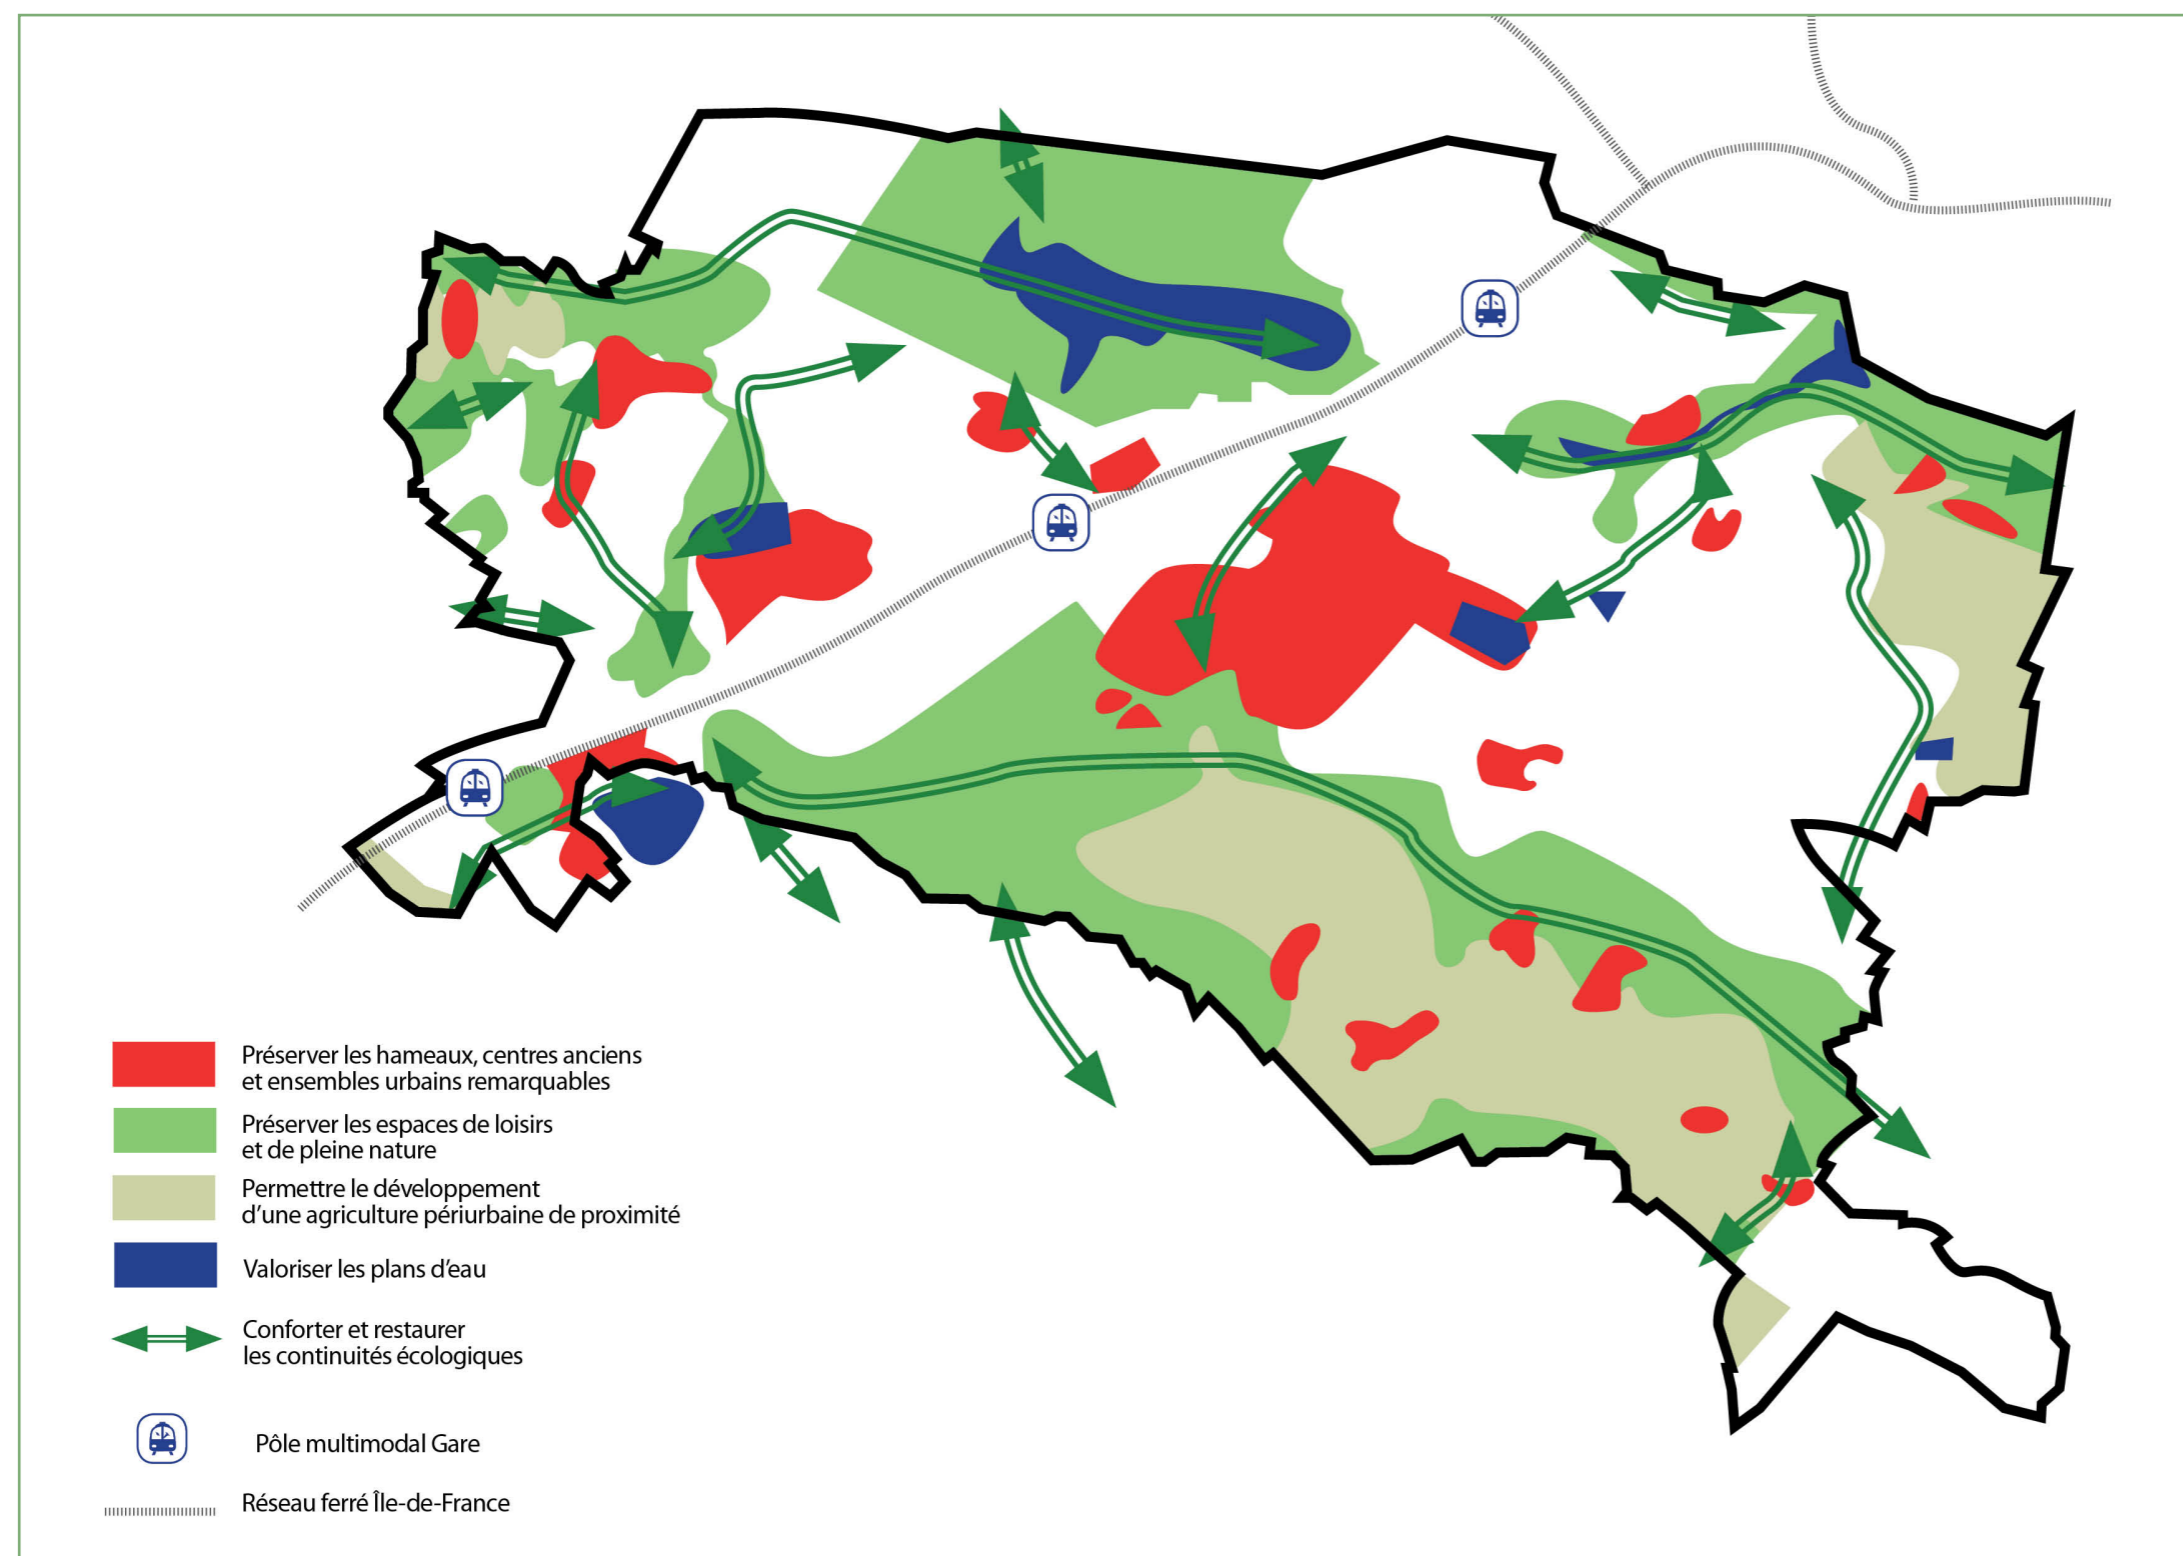 Préserver les hameaux, centres anciens
et ensembles urbains remarquables
Préserver les espaces de loisirs
et de pleine nature
Permettre le développement
d'une agriculture périurbaine de proximité
Valoriser les plans d'eau
Conforter et restaurer
les continuités écologiques
Pôle multimodal Gare
Réseau ferré Île-de-France